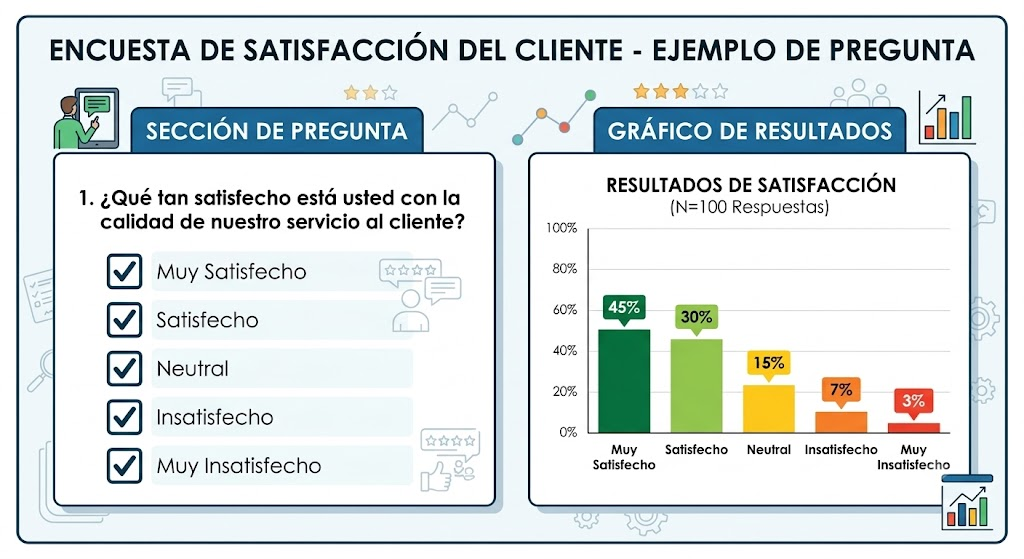 ENCUESTA DE SATISFACCIÓN DEL CLIENTE - EJEMPLO DE PREGUNTA
SECCIÓN DE PREGUNTA
1. ¿Qué tan satisfecho está usted con la
calidad de nuestro servicio al cliente?
Muy Satisfecho
Satisfecho
Neutral
Insatisfecho
Muy Insatisfecho
GRÁFICO DE RESULTADOS
RESULTADOS DE SATISFACCIÓN
(N=100 Respuestas)
100%
80%
60%
40%
20%
0%
45%
30%
15%
7%
3%
Muy
Satisfecho
Satisfecho
Neutral
Insatisfecho
Muy
Insatisfecho